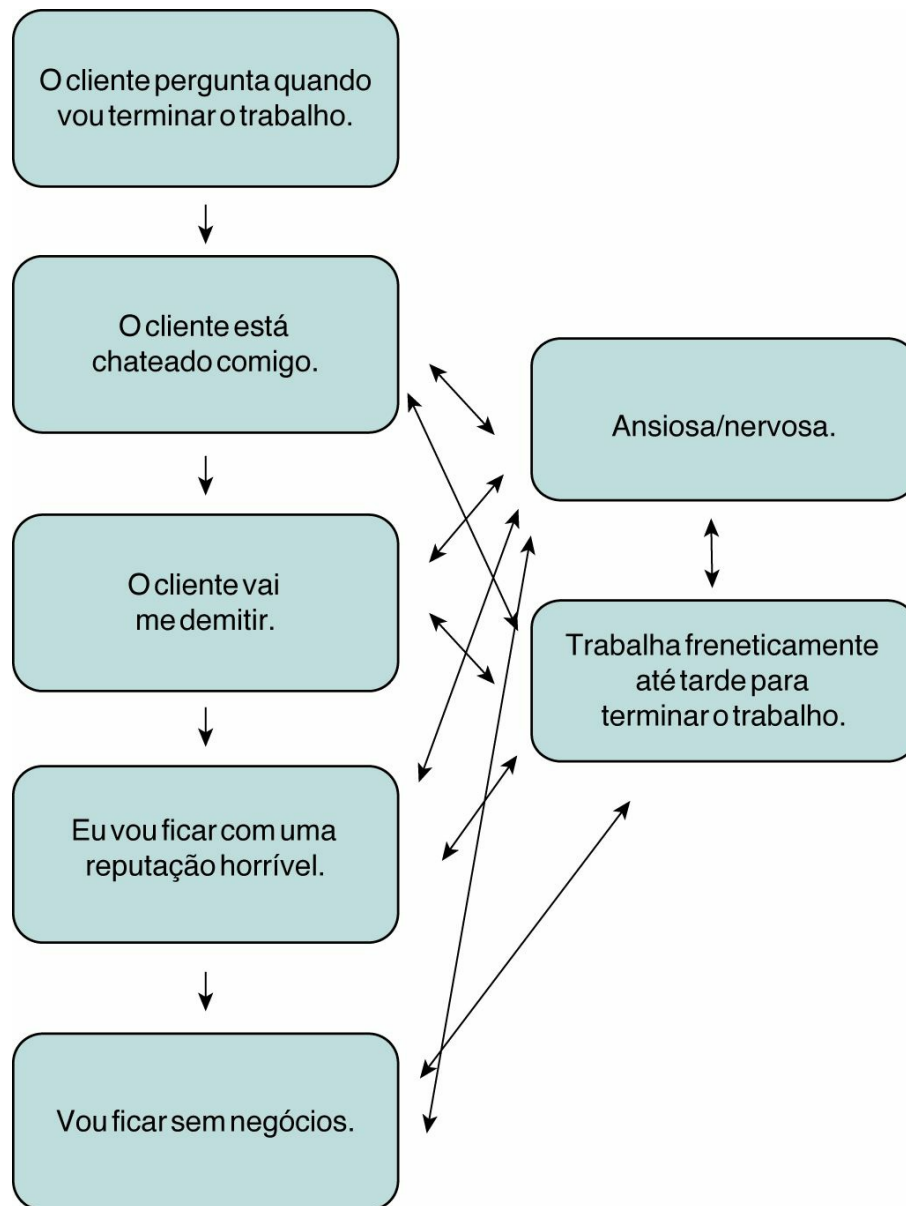 O cliente pergunta quando
vou terminar o trabalho.
O cliente está
chateado comigo.
O cliente vai
me demitir.
Eu vou ficar com uma
reputação horrível.
Vou ficar sem negócios.
Ansiosa/nervosa.
Trabalha freneticamente
até tarde para
terminar o trabalho.